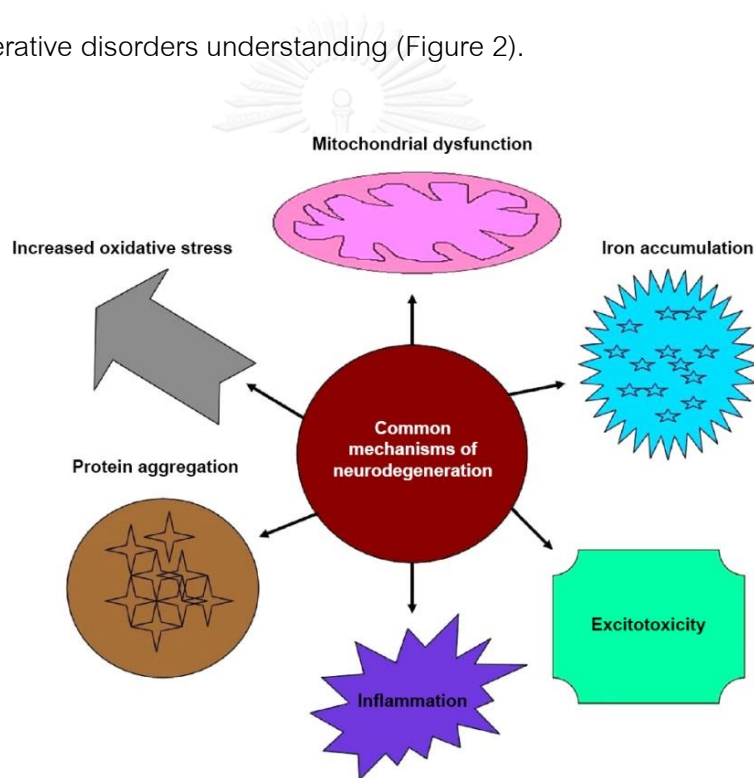 erative disorders understanding (Figure 2).
Mitochondrial dysfunction
Increased oxidative stress
Iron accumulation
Common
mechanisms of
neurodegeneration
Protein aggregation
Excitotoxicity
Inflammation